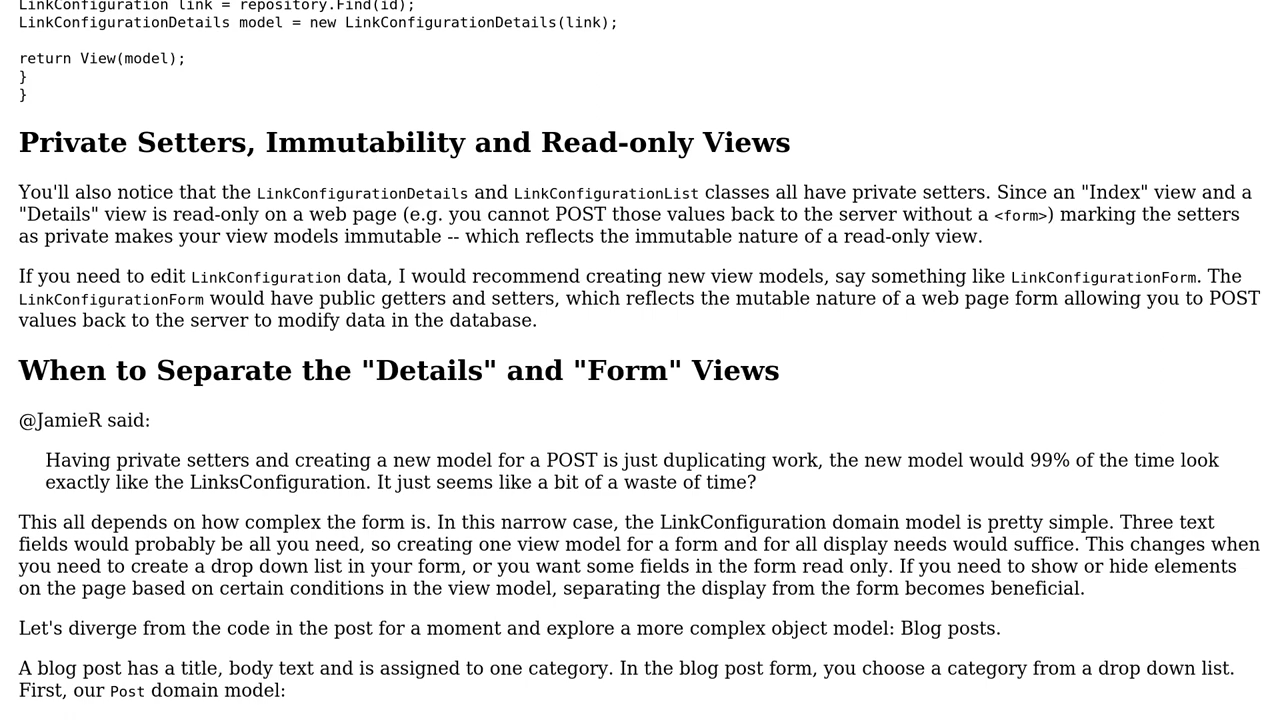 LinkConfiguration link = repository.Find(id);
LinkConfigurationDetails model = new LinkConfigurationDetails(link);
return View(model);
}
}
Private Setters, Immutability and Read-only Views
You'll also notice that the LinkConfigurationDetails and LinkConfigurationList classes all have private setters. Since an "Index" view and a
"Details" view is read-only on a web page (e.g. you cannot POST those values back to the server without a <form>) marking the setters
as private makes your view models immutable -- which reflects the immutable nature of a read-only view.
If you need to edit LinkConfiguration data, I would recommend creating new view models, say something like LinkConfigurationForm. The
LinkConfigurationForm would have public getters and setters, which reflects the mutable nature of a web page form allowing you to POST
values back to the server to modify data in the database.
When to Separate the "Details" and "Form" Views
@JamieR said:
Having private setters and creating a new model for a POST is just duplicating work, the new model would 99% of the time look
exactly like the LinksConfiguration. It just seems like a bit of a waste of time?
This all depends on how complex the form is. In this narrow case, the LinkConfiguration domain model is pretty simple. Three text
fields would probably be all you need, so creating one view model for a form and for all display needs would suffice. This changes when
you need to create a drop down list in your form, or you want some fields in the form read only. If you need to show or hide elements
on the page based on certain conditions in the view model, separating the display from the form becomes beneficial.
Let's diverge from the code in the post for a moment and explore a more complex object model: Blog posts.
A blog post has a title, body text and is assigned to one category. In the blog post form, you choose a category from a drop down list.
First, our Post domain model: